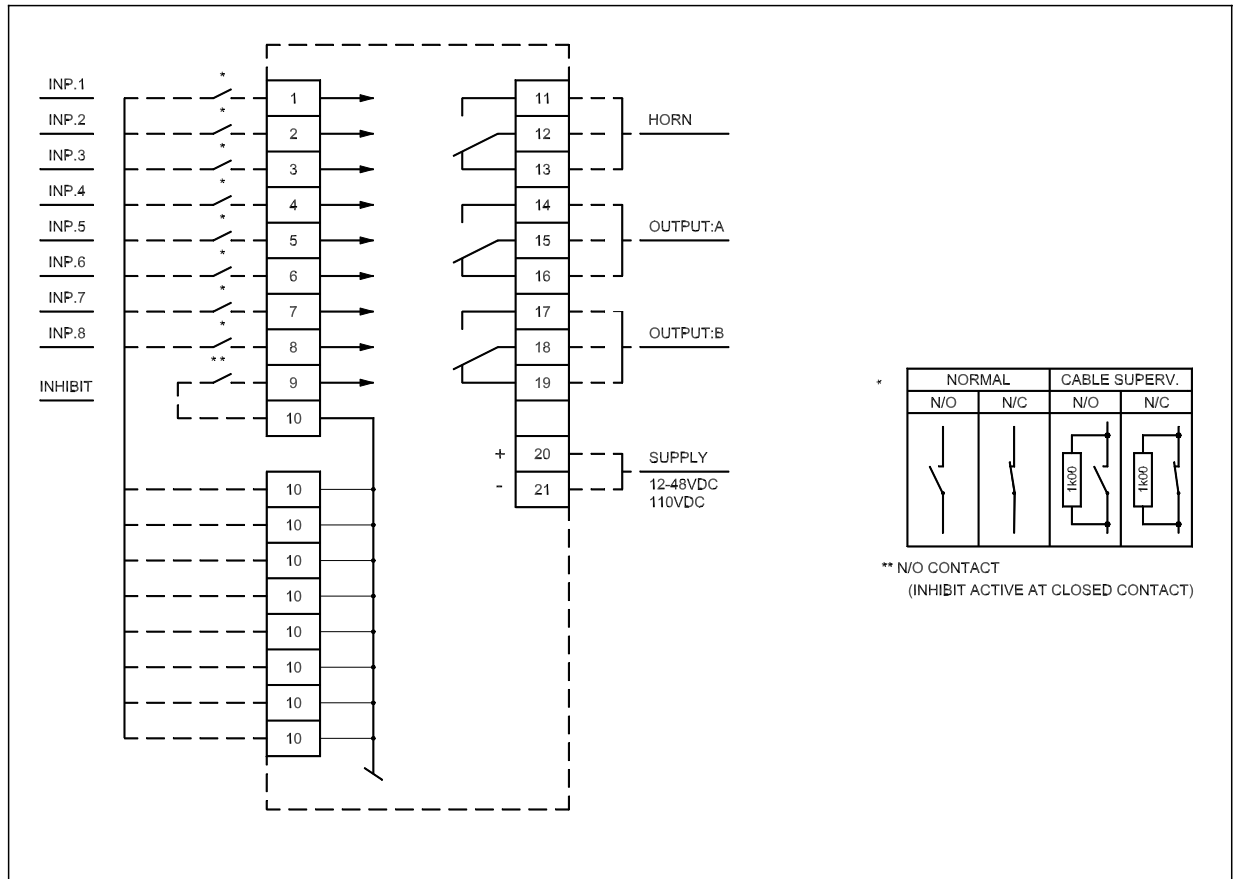 INP.1
INP.2
INP.3
INP.4
INP.5
INP.6
INP.7
INP.8
INHIBIT
*
*
*
*
*
*
*
*
**
1
2
3
4
5
6
7
8
9
10
10
10
10
10
10
10
10
10
11
12
13
14
15
16
17
18
19
+ 20
- 21
HORN
OUTPUT:A
OUTPUT:B
SUPPLY
12-48VDC
110VDC
*
NORMAL CABLE SUPERV.
N/O N/C N/O N/C
1k00 1k00
** N/O CONTACT
(INHIBIT ACTIVE AT CLOSED CONTACT)